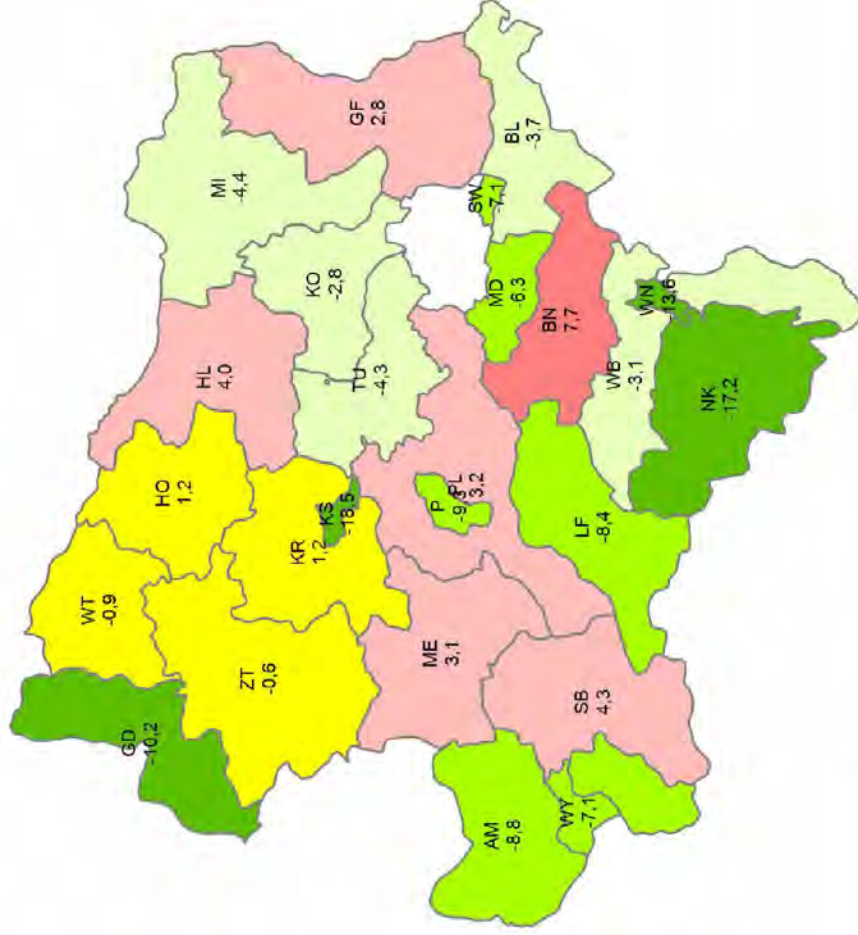 WT
-0,9
GD
-10,2
HO
1,2
HL
4,0
MI
-4,4
ZT
-0,6
KR
1,2
KO
-2,8
KS
-18,5
GF
2,8
TU
-4,3
ME
3,1
P
-9,3
PL
3,2
SW
-7,1
AM
-8,8
MD
-6,3
BL
-3,7
BN
7,7
WY
-7,1
SB
4,3
LF
-8,4
WB
-3,1
WN
-13,6
NK
-17,2